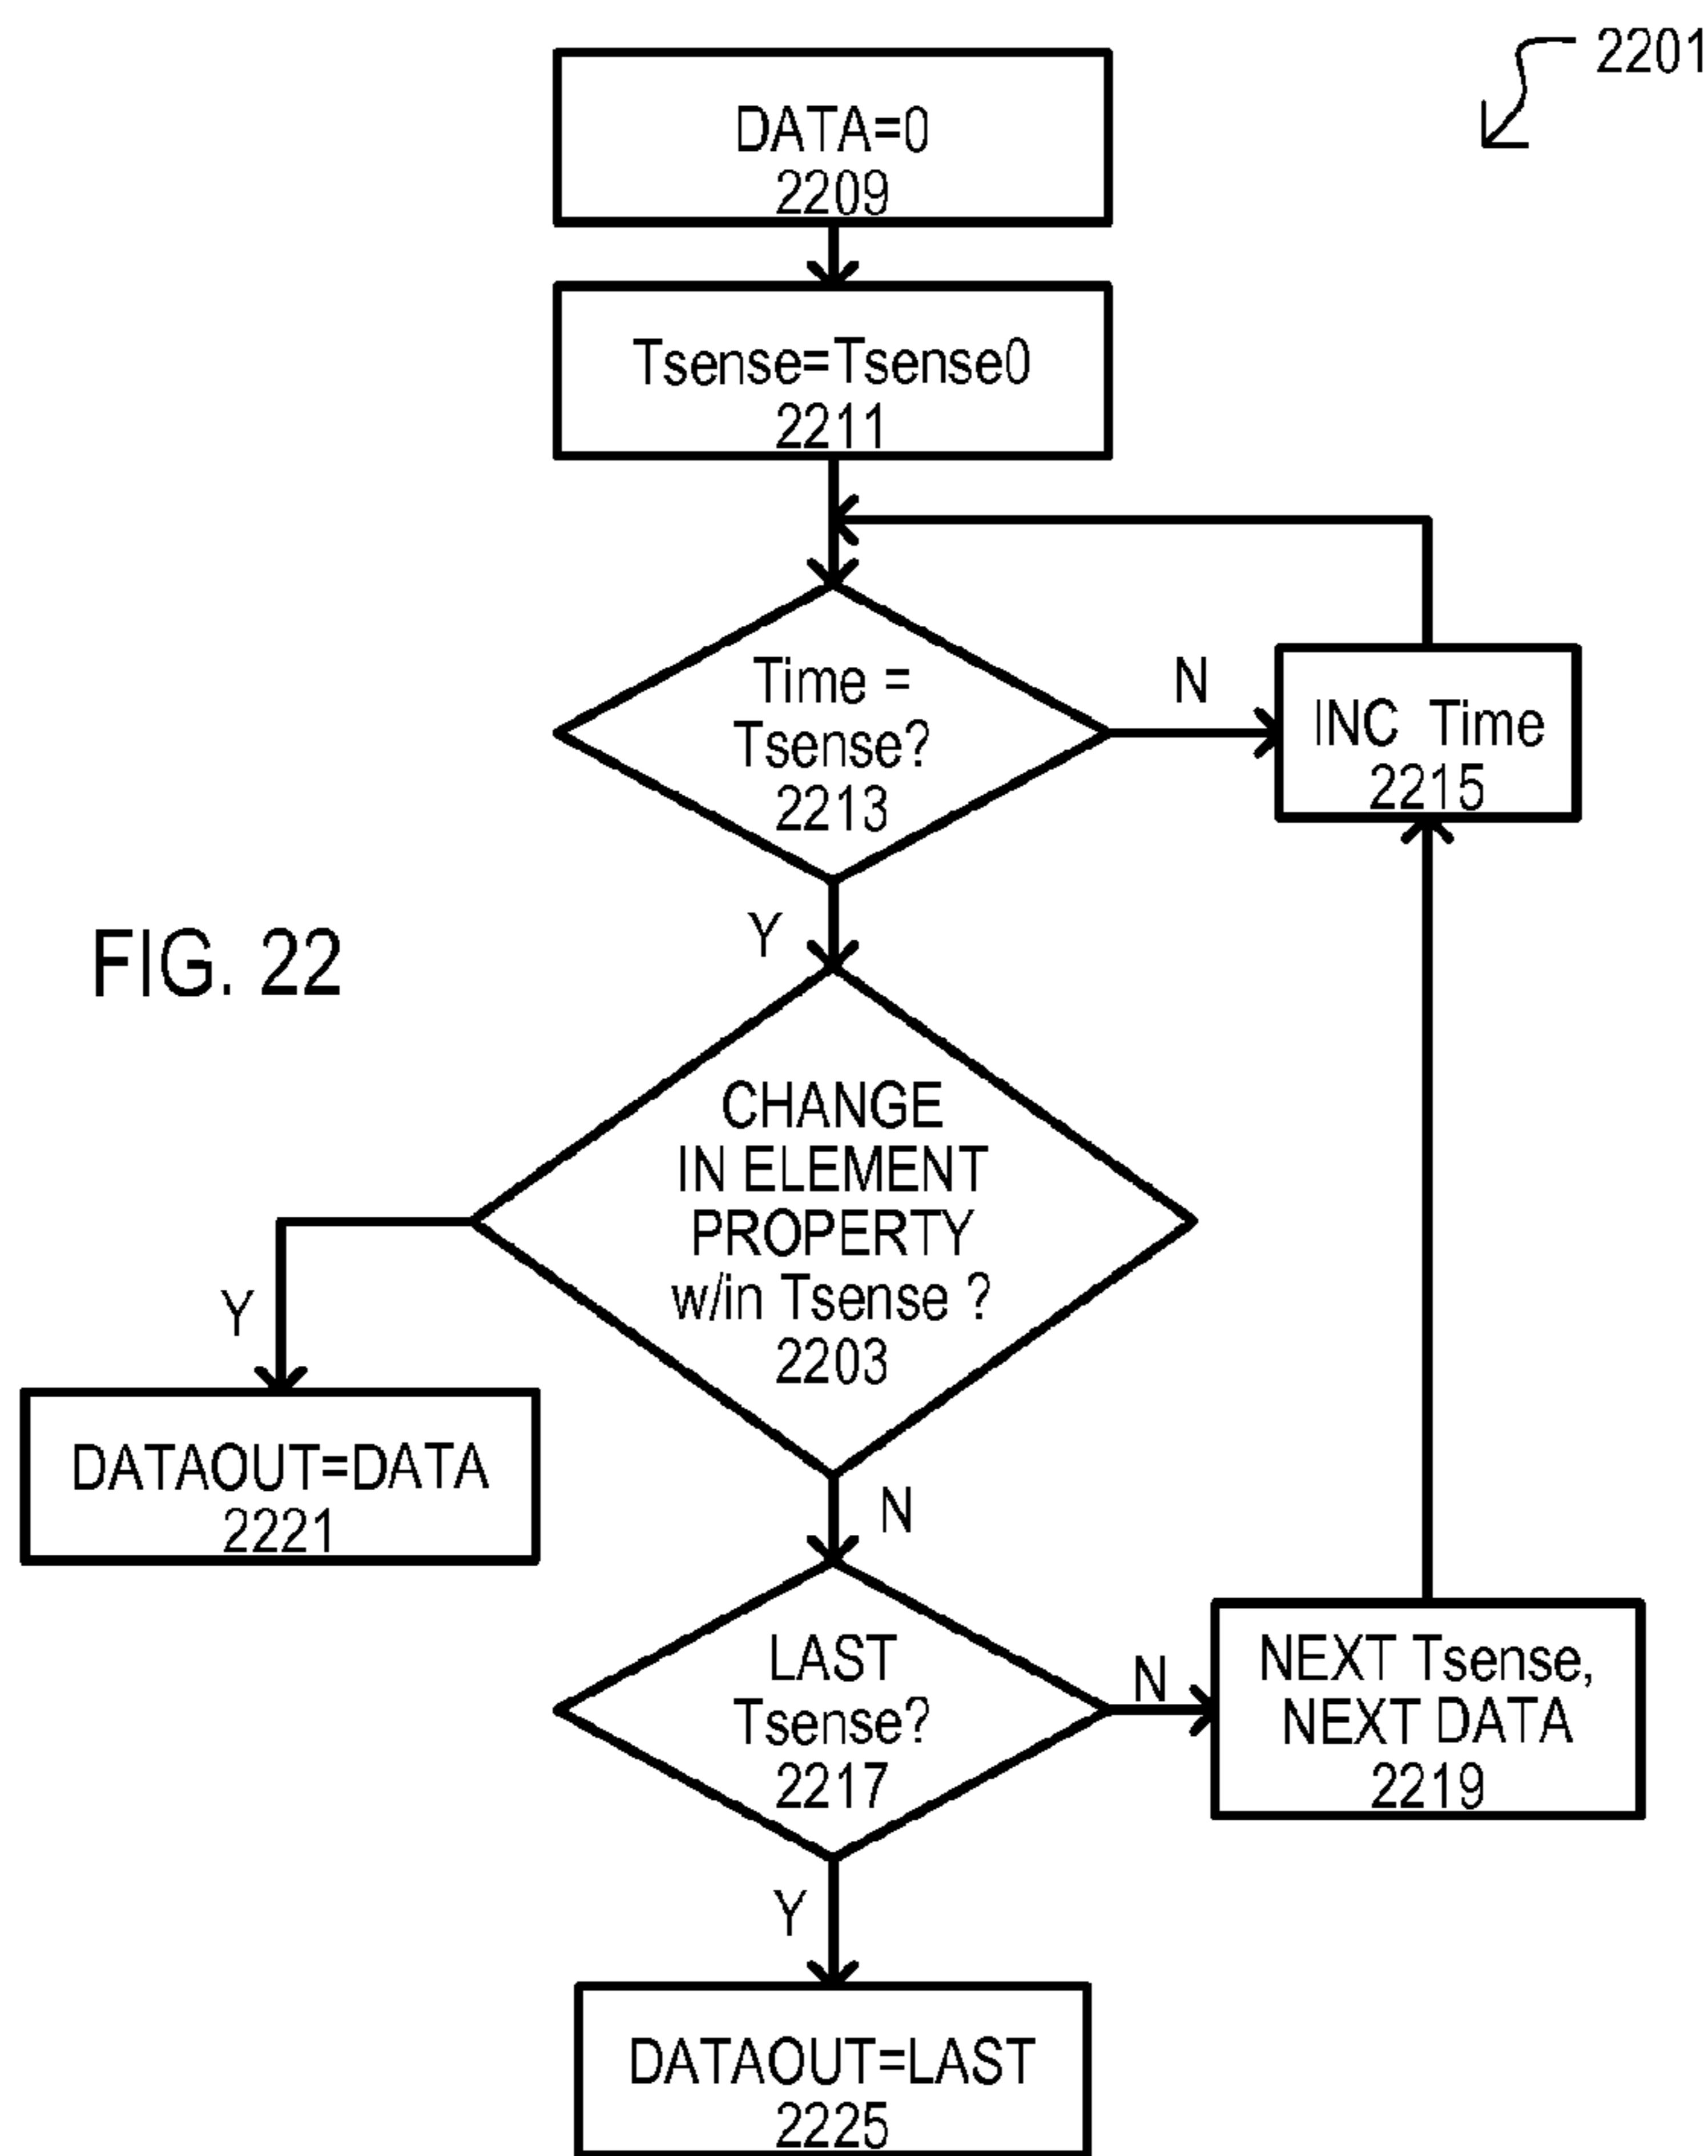 2201
DATA=0
2209
Tsense=Tsense0
2211
Time =
Tsense?
2213
N
INC Time
2215
Y
FIG. 22
CHANGE
IN ELEMENT
PROPERTY
w/in Tsense ?
2203
Y
DATAOUT=DATA
2221
N
LAST
Tsense?
2217
N
NEXT Tsense,
NEXT DATA
2219
Y
DATAOUT=LAST
2225